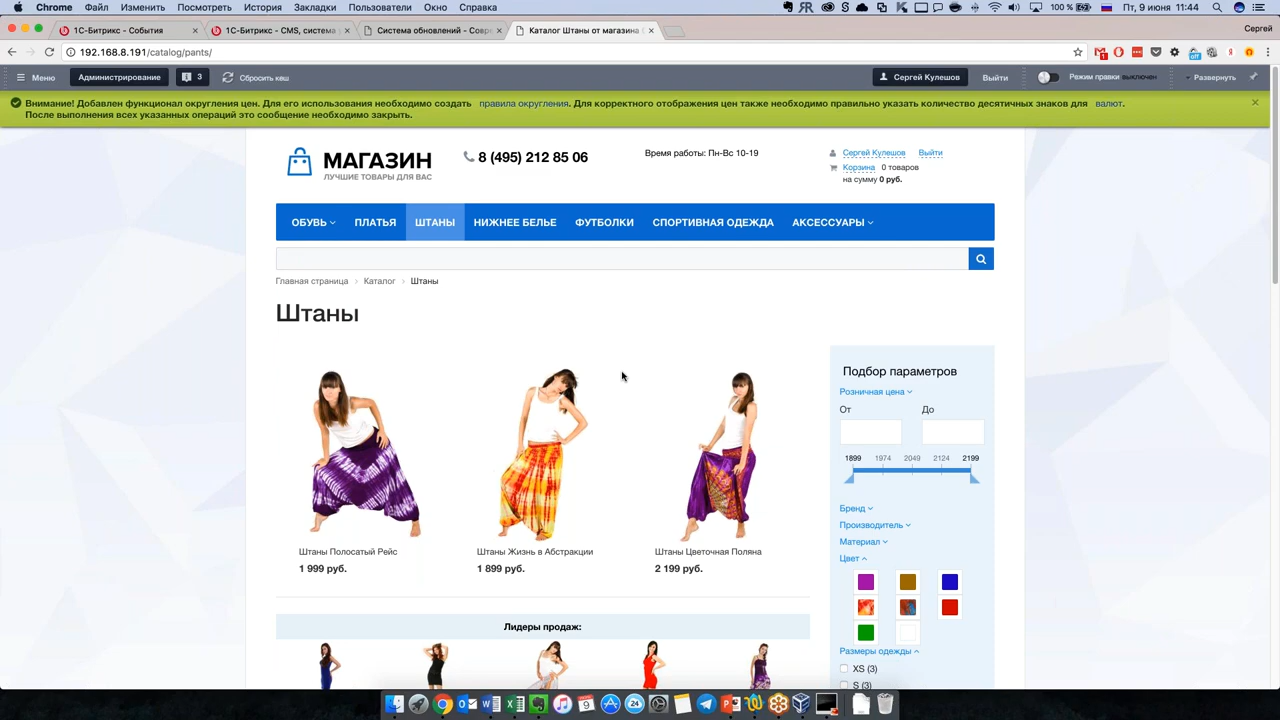 Chrome Файл Изменить Посмотреть История Закладки Пользователи Окно Справка 100 % Пт, 9 июня 11:44
1С-Битрикс - События × 1С-Битрикс - CMS, система × Система обновлений - Совре × Каталог Штаны от магазина × Сергей
192.168.8.191/catalog/pants/
Меню Администрирование 3 Сбросить кеш Сергей Кулешов Выйти Режим правки выключен Развернуть
Внимание! Добавлен функционал округления цен. Для его использования необходимо создать правила округления. Для корректного отображения цен также необходимо правильно указать количество десятичных знаков для валют.
После выполнения всех указанных операций это сообщение необходимо закрыть.
МАГАЗИН
ЛУЧШИЕ ТОВАРЫ ДЛЯ ВАС
8 (495) 212 85 06
Время работы: Пн-Вс 10-19
Сергей Кулешов Выйти
Корзина 0 товаров
на сумму 0 руб.
ОБУВЬ ПЛАТЬЯ ШТАНЫ НИЖНЕЕ БЕЛЬЕ ФУТБОЛКИ СПОРТИВНАЯ ОДЕЖДА АКСЕССУАРЫ
Главная страница › Каталог › Штаны
Штаны
Штаны Полосатый Рейс
1 999 руб.
Штаны Жизнь в Абстракции
1 899 руб.
Штаны Цветочная Поляна
2 199 руб.
Лидеры продаж:
Подбор параметров
Розничная цена
От До
1899 1974 2049 2124 2199
Бренд
Производитель
Материал
Цвет
Размеры одежды
XS (3)
S (3)